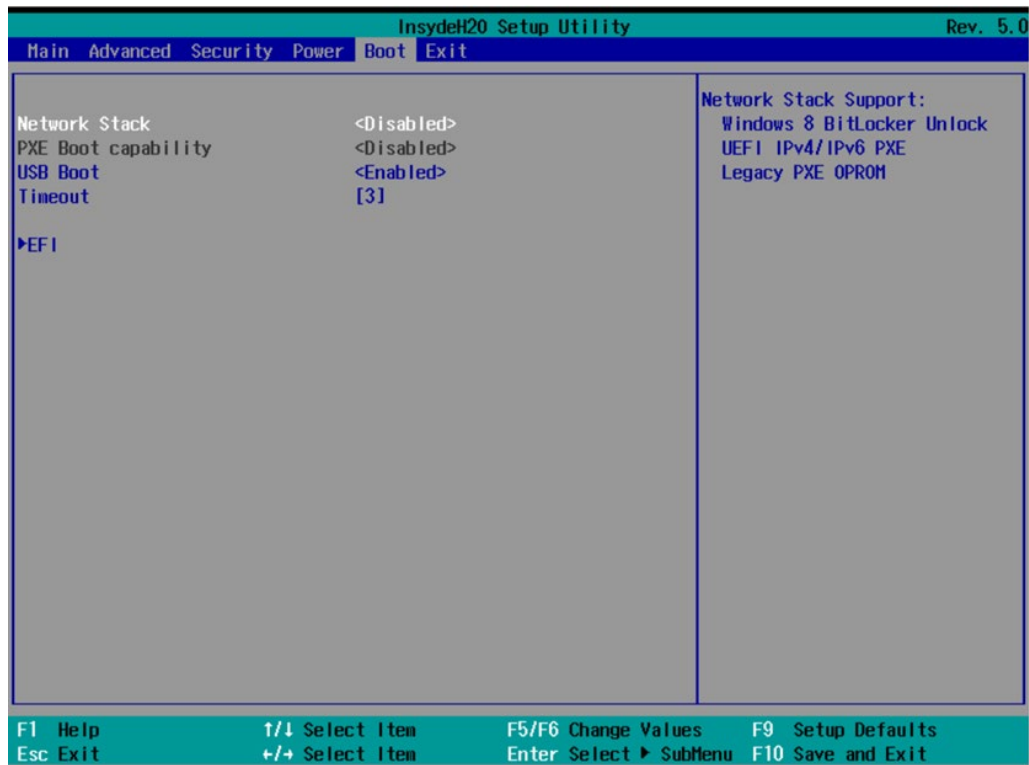 InsydeH20 Setup Utility Rev. 5.0
Main Advanced Security Power Boot Exit
Network Stack <Disabled>
PXE Boot capability <Disabled>
USB Boot <Enabled>
Timeout [3]
▶EFI
Network Stack Support:
Windows 8 BitLocker Unlock
UEFI IPv4/IPv6 PXE
Legacy PXE OPROM
F1 Help ↑/↓ Select Item F5/F6 Change Values F9 Setup Defaults
Esc Exit ←/→ Select Item Enter Select ▶ SubMenu F10 Save and Exit